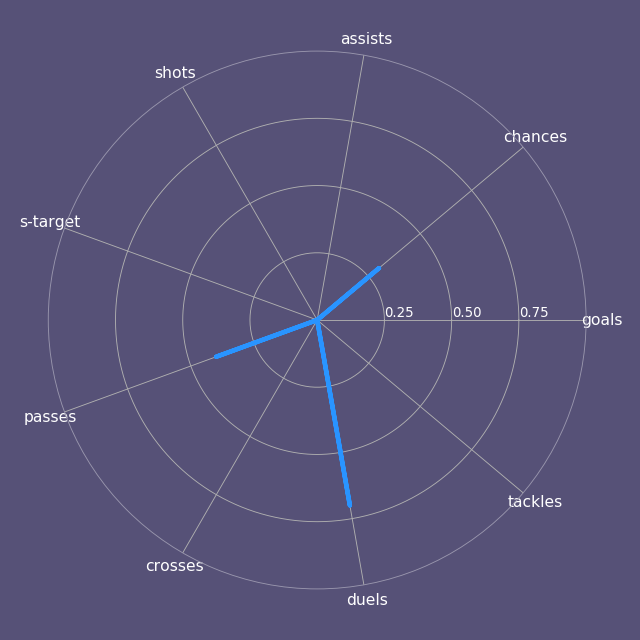 assists
shots
chances
s-target
0.25
0.50
0.75
goals
passes
tackles
crosses
duels